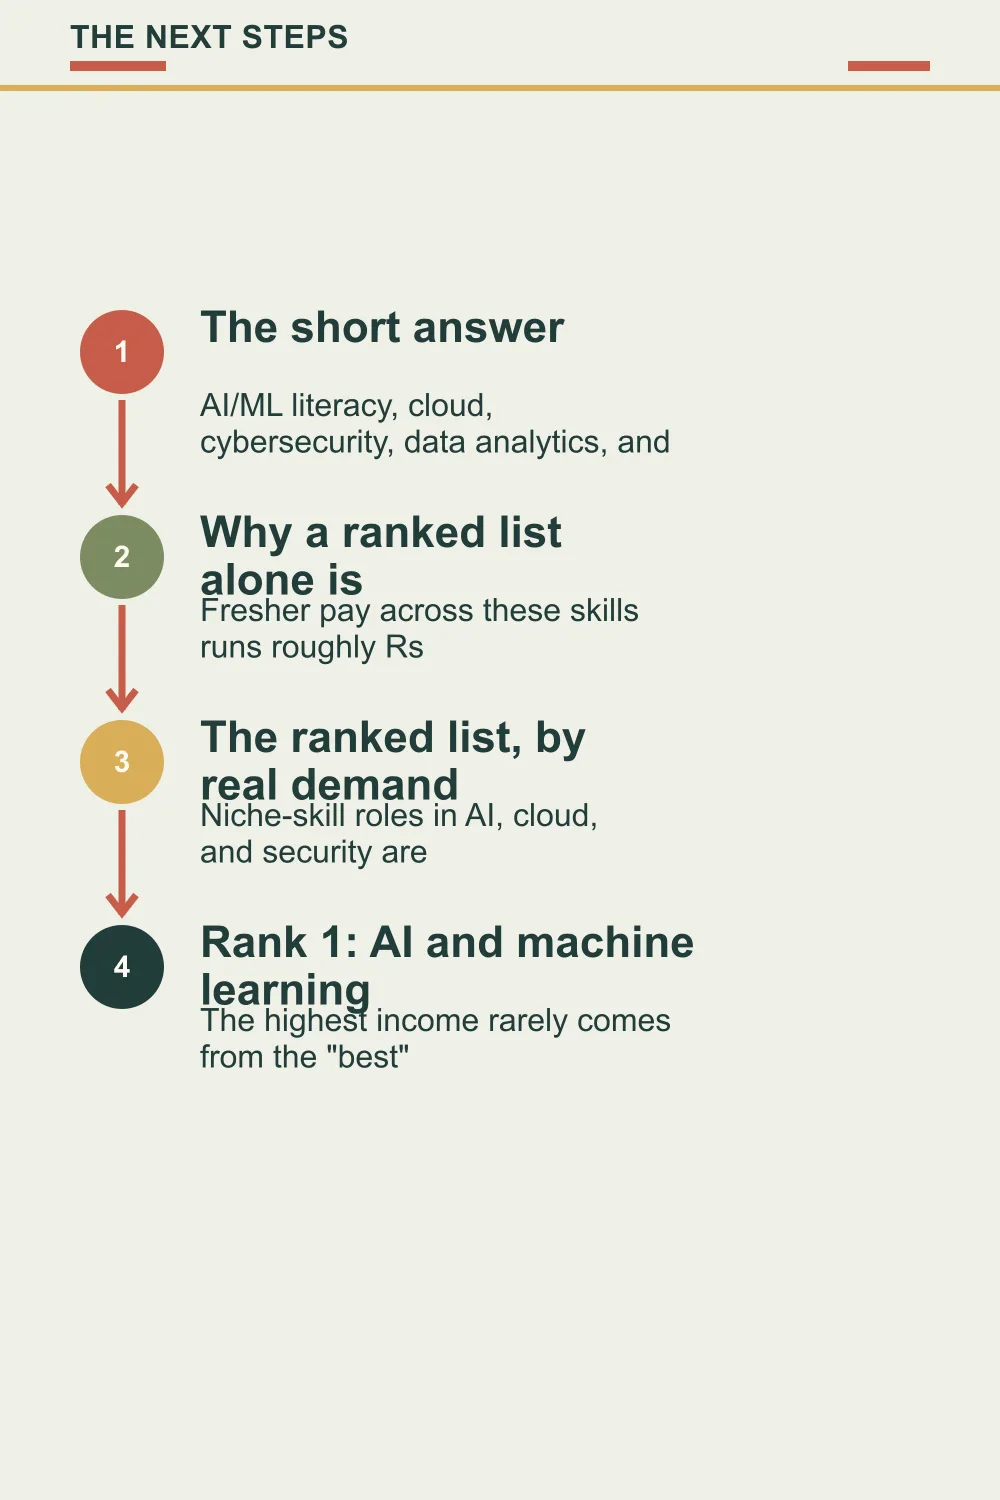 THE NEXT STEPS
1
The short answer
AI/ML literacy, cloud,
cybersecurity, data analytics, and
2
Why a ranked list
alone is
Fresher pay across these skills
runs roughly Rs
3
The ranked list, by
real demand
Niche-skill roles in AI, cloud,
and security are
4
Rank 1: AI and machine
learning
The highest income rarely comes
from the "best"